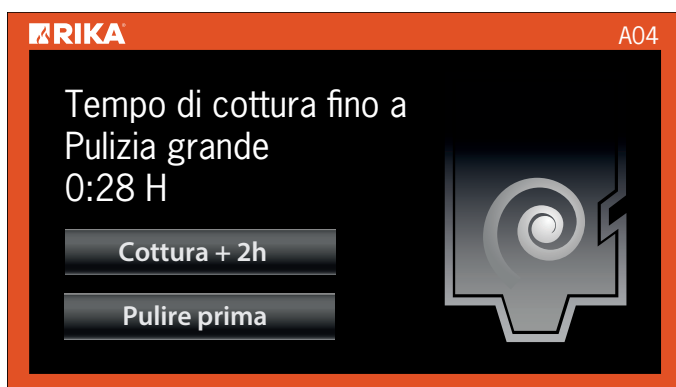 RIKA
A04
Tempo di cottura fino a
Pulizia grande
0:28 H
Cottura + 2h
Pulire prima